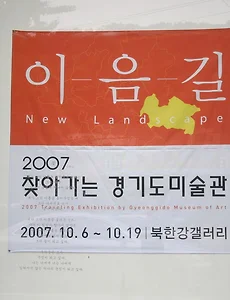 이-음-길
New Landscape
2007
찾아가는 경기도미술관
2007 Traveling Exhibition by Gyeonggido Museum of Art
2007. 10. 6 ~ 10. 19 | 북한강갤러리